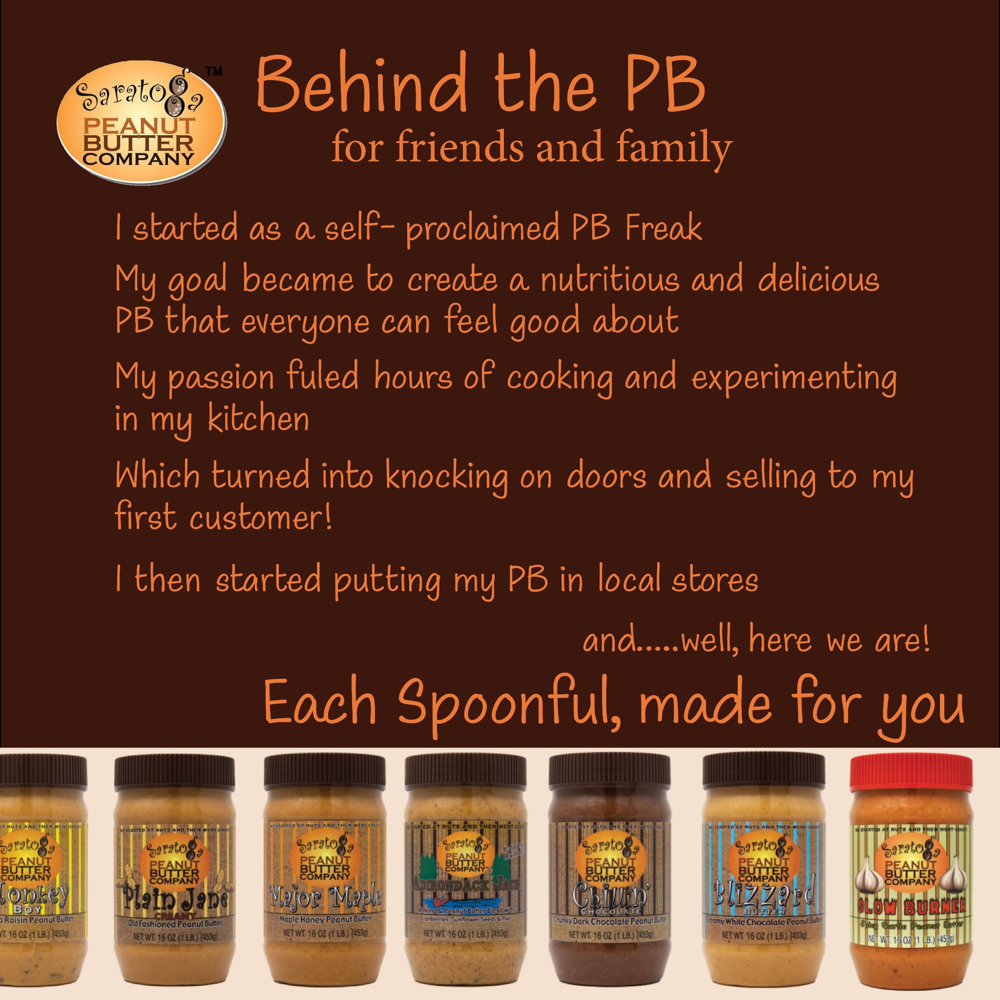 Saratoga
PEANUT
BUTTER
COMPANY
TM
Behind the PB
for friends and family
I started as a self- proclaimed PB Freak
My goal became to create a nutritious and delicious
PB that everyone can feel good about
My passion fuled hours of cooking and experimenting
in my kitchen
Which turned into knocking on doors and selling to my
first customer!
I then started putting my PB in local stores
and.....well, here we are!
Each Spoonful, made for you
NUTS AND THEN WENT CRAZY
Saratoga
PEANUT
BUTTER
COMPANY
BOY
Raisin Peanut Butter
16 OZ (1 LB.) (453g)
WE STARTED AT NUTS AND THEN WENT CRAZY
Saratoga
PEANUT
BUTTER
COMPANY
Plain Jane
CREAMY
Old Fashioned Peanut Butter
NET WT. 16 OZ (1 LB.) (453g)
WE STARTED AT NUTS AND THEN WENT CRAZY
Saratoga
PEANUT
BUTTER
COMPANY
Major Maple
Maple Honey Peanut Butter
NET WT. 16 OZ (1 LB.) (453g)
STARTED AT NUTS AND THEN WENT CRAZY
Saratoga
PEANUT
BUTTER
COMPANY
ADIRONDACK JACK
Almond & Peanut Butter Blend with
Cranberries, Sunflower Seeds & Flax
NET WT. 16 OZ (1 LB.) (453g)
WE STARTED AT NUTS AND THEN WENT CRAZY
Saratoga
PEANUT
BUTTER
COMPANY
Chillin'
CHOCOLATE
Chunky Dark Chocolate Peanut Butter
NET WT. 16 OZ (1 LB.) (453g)
WE STARTED AT NUTS AND THEN WENT CRAZY
Saratoga
PEANUT
BUTTER
COMPANY
Blizzard
BUTTER
Creamy White Chocolate Peanut Butter
NET WT. 16 OZ (1 LB.) (453g)
WE STARTED AT NUTS AND THEN WENT CRAZY
Saratoga
PEANUT
BUTTER
COMPANY
SLOW BURNER
Spicy Garlic Peanut Butter
NET WT. 16 OZ (1 LB.) (453g)